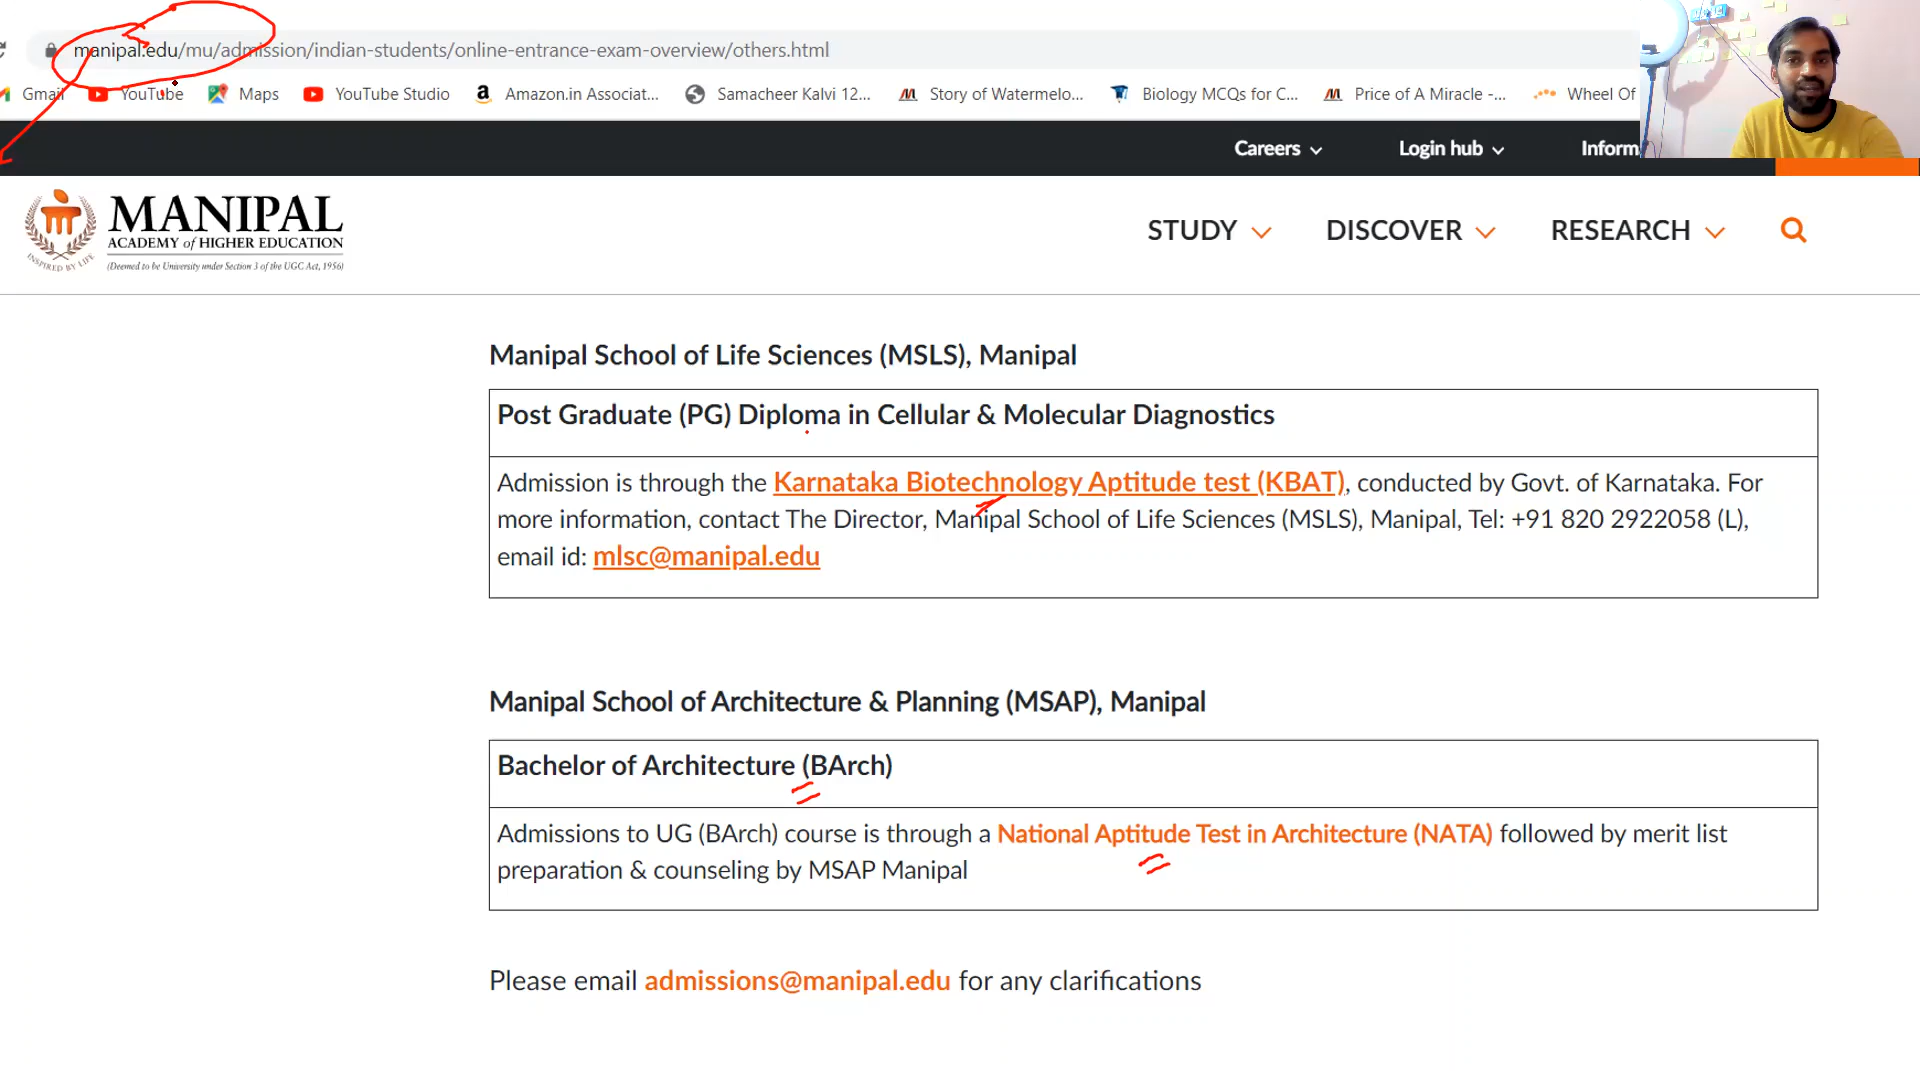 manipal.edu/mu/admission/indian-students/online-entrance-exam-overview/others.html
Gmail YouTube Maps YouTube Studio Amazon.in Associat... Samacheer Kalvi 12... Story of Watermelo... Biology MCQs for C... Price of A Miracle -... Wheel Of
Careers Login hub Inform
MANIPAL
ACADEMY of HIGHER EDUCATION
(Deemed to be University under Section 3 of the UGC Act, 1956)
INSPIRED BY LIFE
STUDY DISCOVER RESEARCH
Manipal School of Life Sciences (MSLS), Manipal
Post Graduate (PG) Diploma in Cellular & Molecular Diagnostics
Admission is through the Karnataka Biotechnology Aptitude test (KBAT), conducted by Govt. of Karnataka. For
more information, contact The Director, Manipal School of Life Sciences (MSLS), Manipal, Tel: +91 820 2922058 (L),
email id: mlsc@manipal.edu
Manipal School of Architecture & Planning (MSAP), Manipal
Bachelor of Architecture (BArch)
Admissions to UG (BArch) course is through a National Aptitude Test in Architecture (NATA) followed by merit list
preparation & counseling by MSAP Manipal
Please email admissions@manipal.edu for any clarifications